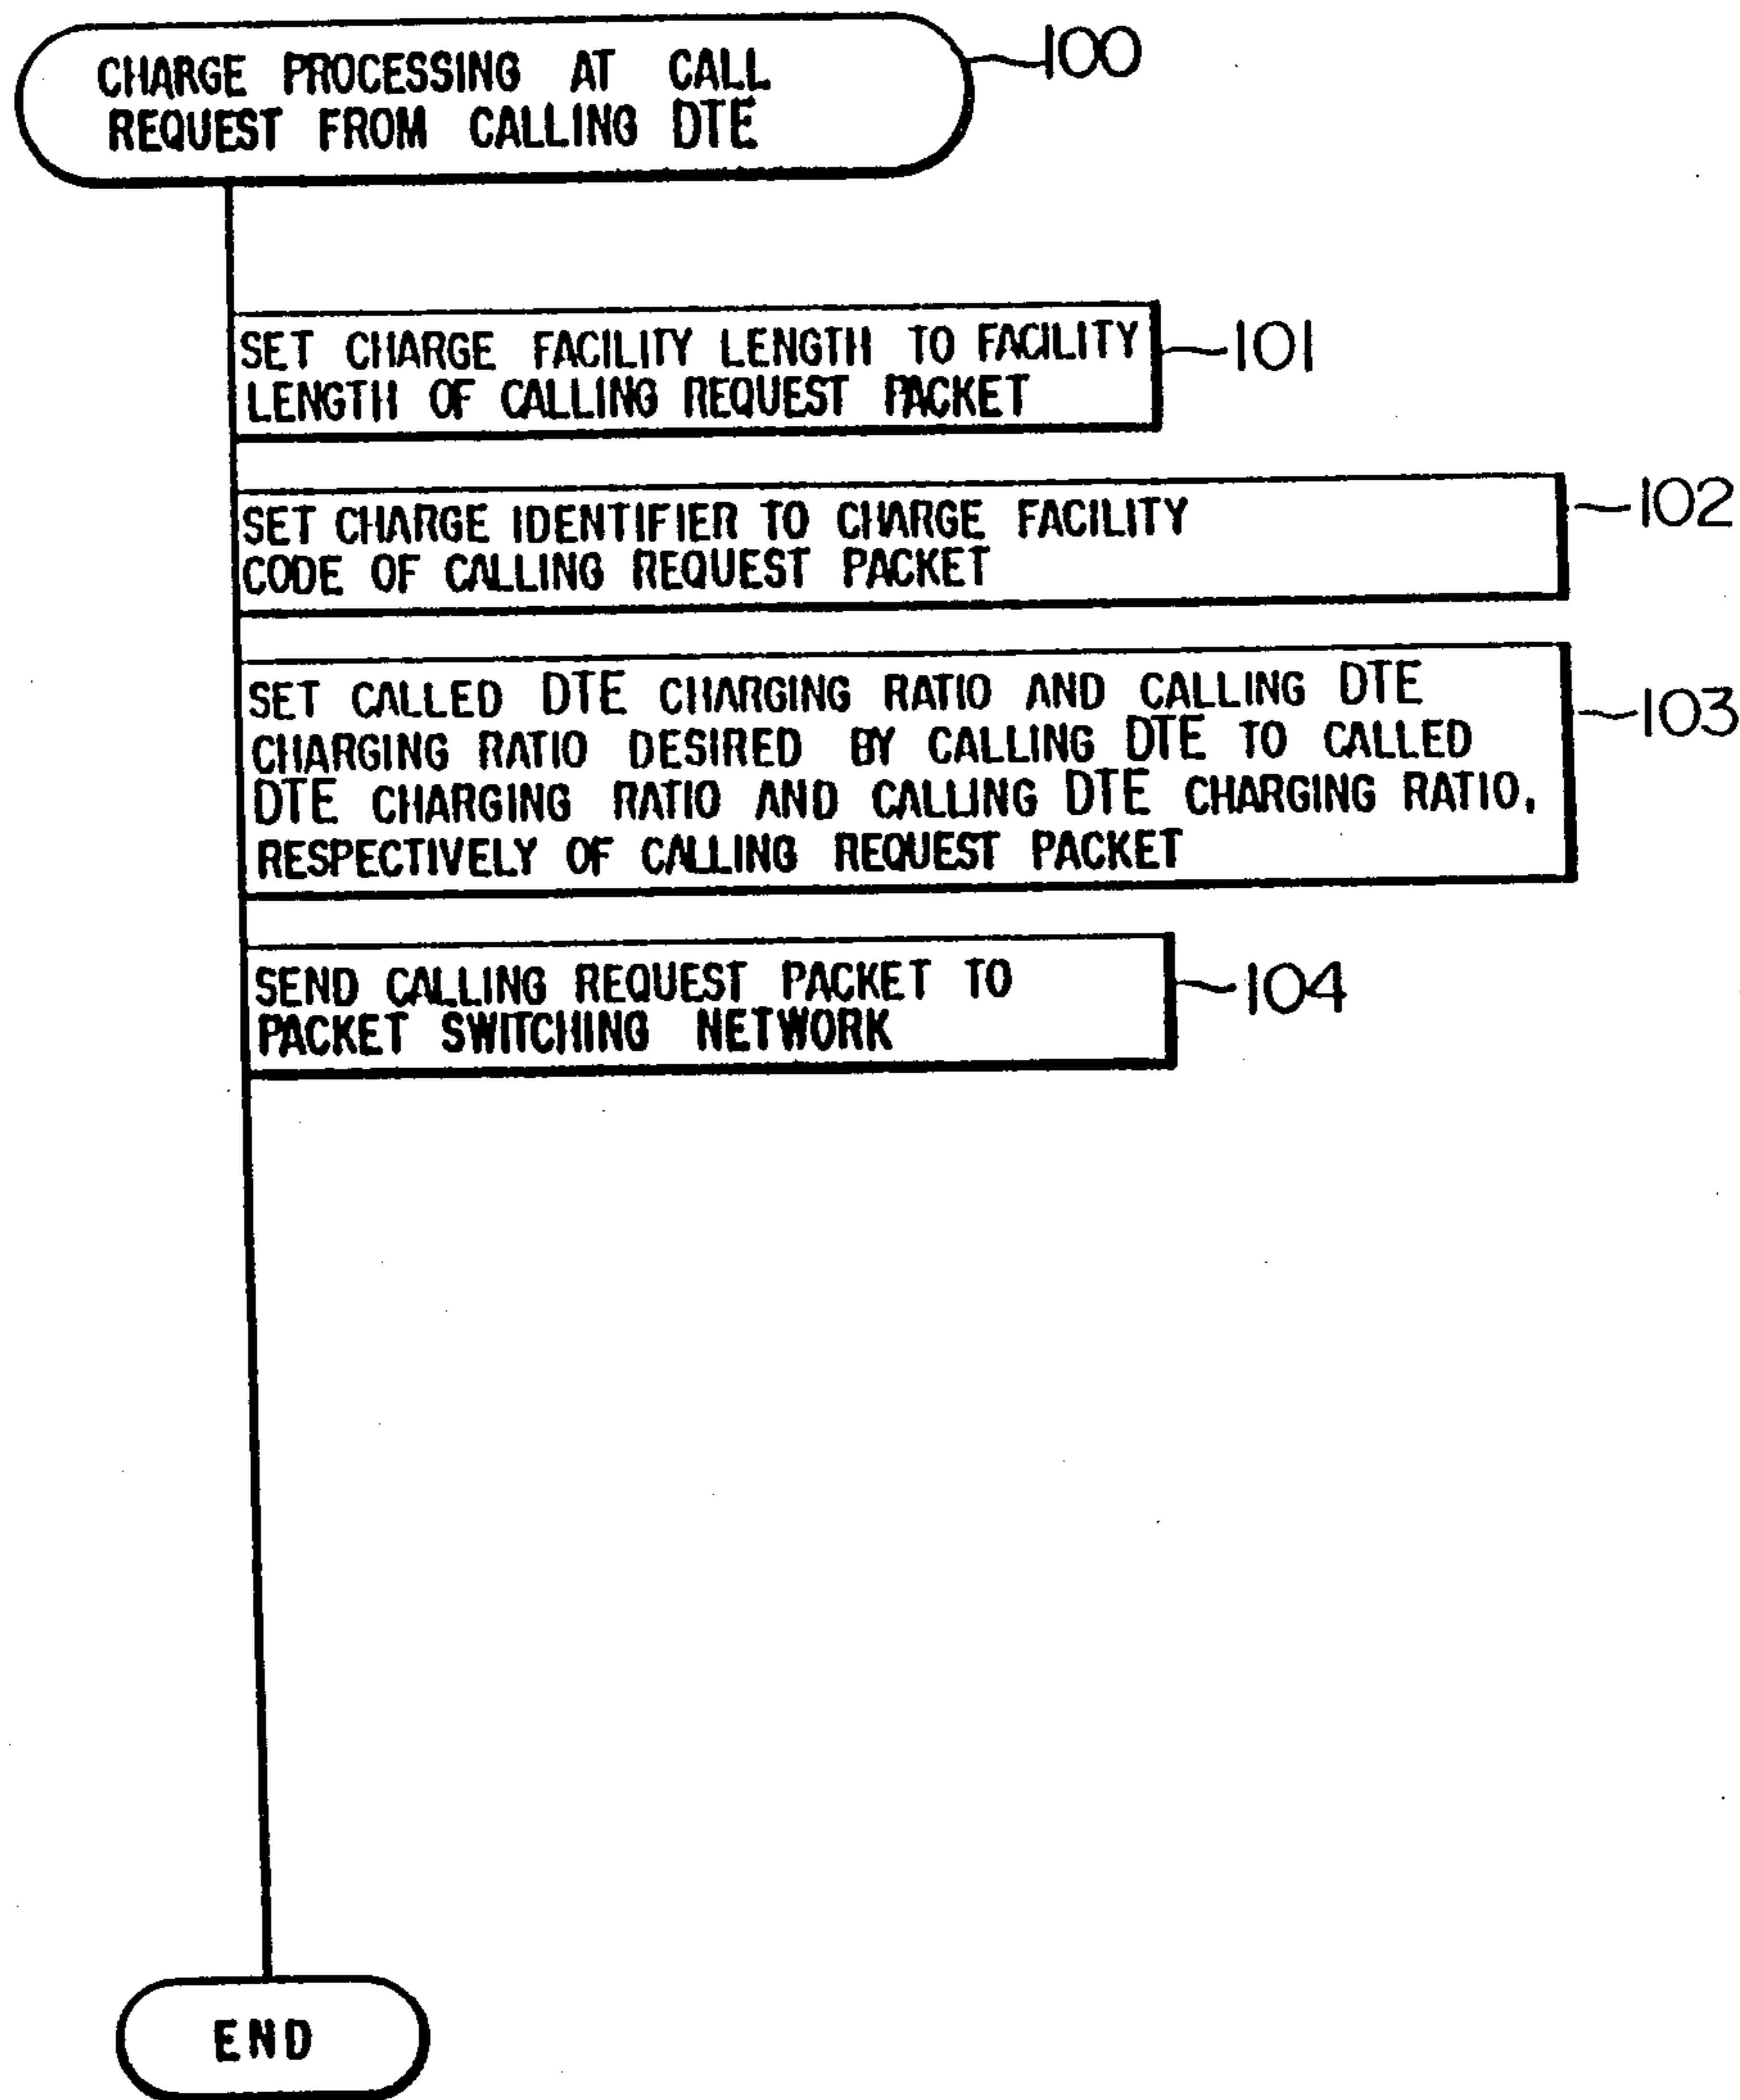 CHARGE PROCESSING AT CALL
REQUEST FROM CALLING DTE
100
SET CHARGE FACILITY LENGTH TO FACILITY
LENGTH OF CALLING REQUEST PACKET
101
SET CHARGE IDENTIFIER TO CHARGE FACILITY
CODE OF CALLING REQUEST PACKET
102
SET CALLED DTE CHARGING RATIO AND CALLING DTE
CHARGING RATIO DESIRED BY CALLING DTE TO CALLED
DTE CHARGING RATIO AND CALLING DTE CHARGING RATIO,
RESPECTIVELY OF CALLING REQUEST PACKET
103
SEND CALLING REQUEST PACKET TO
PACKET SWITCHING NETWORK
104
END